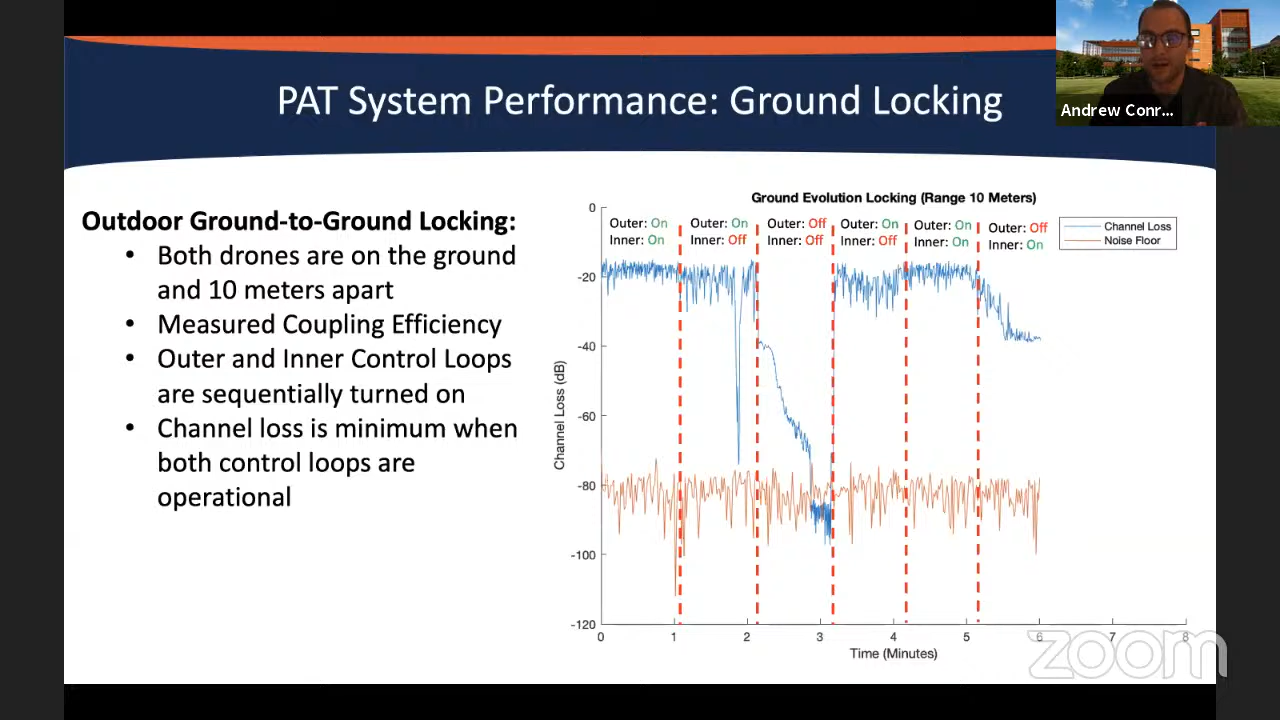 PAT System Performance: Ground Locking
Andrew Conr...
Outdoor Ground-to-Ground Locking:
• Both drones are on the ground
and 10 meters apart
• Measured Coupling Efficiency
• Outer and Inner Control Loops
are sequentially turned on
• Channel loss is minimum when
both control loops are
operational
Ground Evolution Locking (Range 10 Meters)
Outer: On
Inner: On
Outer: On
Inner: Off
Outer: Off
Inner: Off
Outer: On
Inner: Off
Outer: On
Inner: On
Outer: Off
Inner: On
Channel Loss
Noise Floor
Channel Loss (dB)
0
-20
-40
-60
-80
-100
-120
0 1 2 3 4 5 6 7 8
Time (Minutes)
zoom